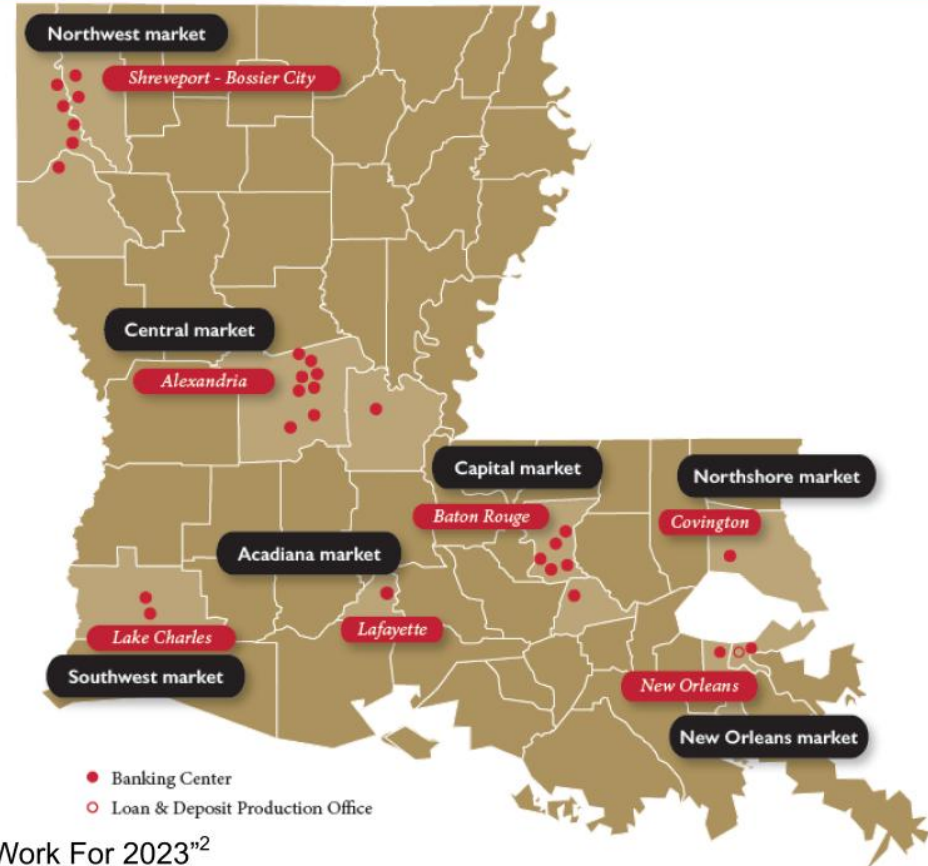 Northwest market
Shreveport - Bossier City
Central market
Alexandria
Capital market
Northshore market
Baton Rouge
Covington
Acadiana market
Lafayette
Lake Charles
Southwest market
New Orleans
New Orleans market
Banking Center
Loan & Deposit Production Office
Work For 2023”2